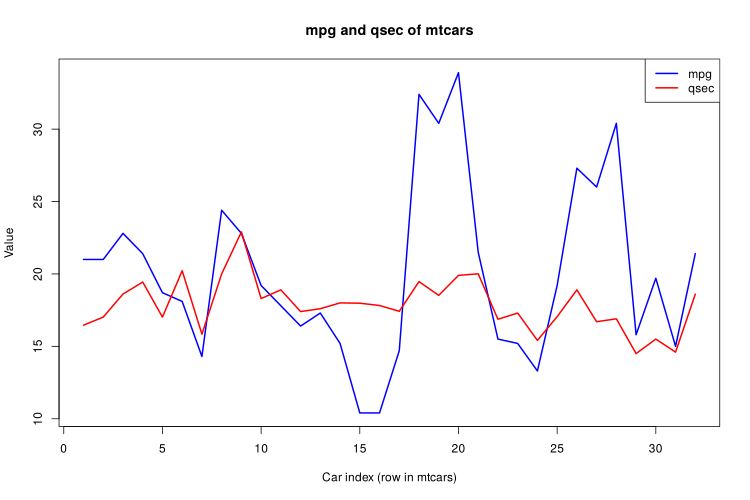 mpg and qsec of mtcars
mpg
qsec
Value
30
25
20
15
10
0 5 10 15 20 25 30
Car index (row in mtcars)